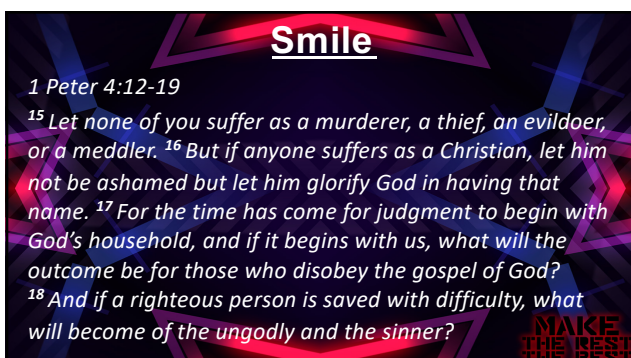 Smile
1 Peter 4:12-19
15 Let none of you suffer as a murderer, a thief, an evildoer,
or a meddler. 16 But if anyone suffers as a Christian, let him
not be ashamed but let him glorify God in having that
name. 17 For the time has come for judgment to begin with
God’s household, and if it begins with us, what will the
outcome be for those who disobey the gospel of God?
18 And if a righteous person is saved with difficulty, what
will become of the ungodly and the sinner?
MAKE
THE BEST